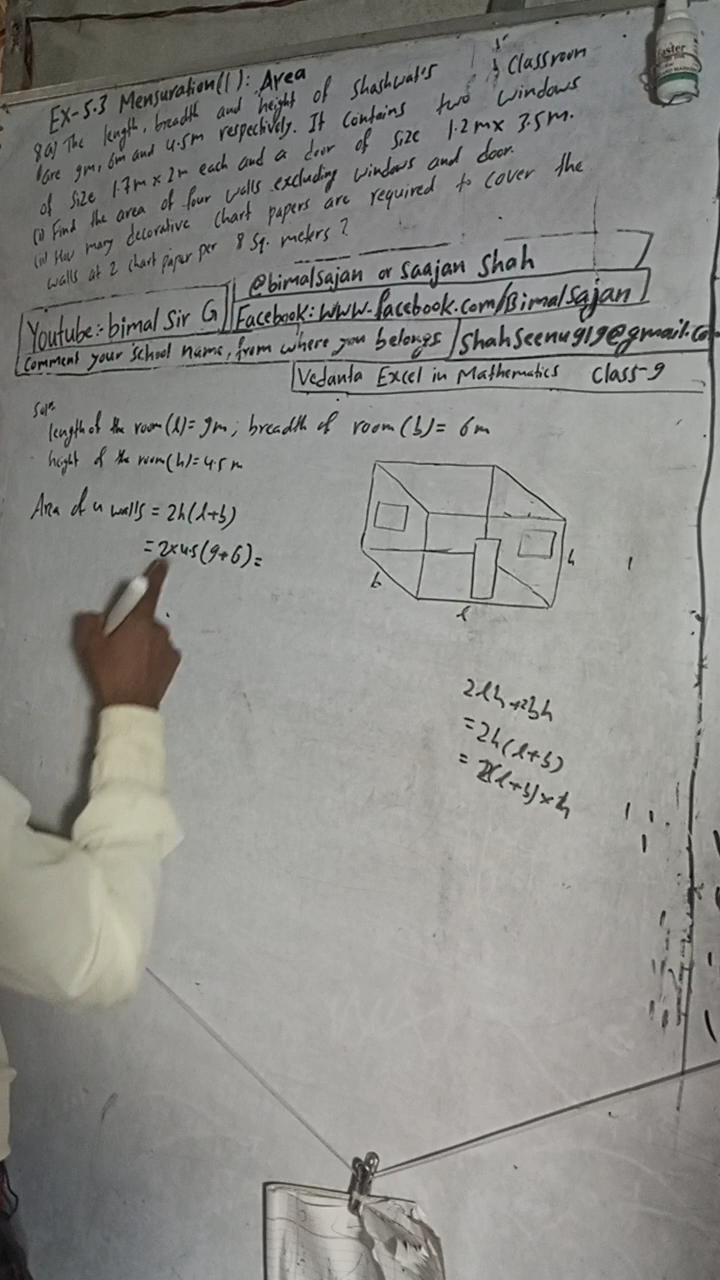 Ex-5.3 Mensuration(I): Area
8a) The length, breadth and height of Shashwat's Classroom
are 9m, 6m and 4.5m respectively. It contains two windows
of size 1.7m x 2m each and a door of size 1.2mx 3.5m.
(i) Find the area of four walls excluding windows and door.
(ii) How many decorative chart papers are required to cover the
walls at 2 chart paper per 8 sq. meters?
@bimalsajan or Saajan Shah
Youtube:- bimal Sir G
Facebook: www.facebook.com/Bimalsajan
Comment your school name, from where you belongs
shahseenu919@gmail.com
Vedanta Excel in Mathematics Class-9
Solⁿ
length of the room (l)= 9m; breadth of room (b)= 6m
height of the room (h)=4.5 m
Area of 4 walls = 2h(l+b)
=2x4.5(9+6)=
b
l
h
2lh+2bh
=2h(l+b)
=2(l+b)xh